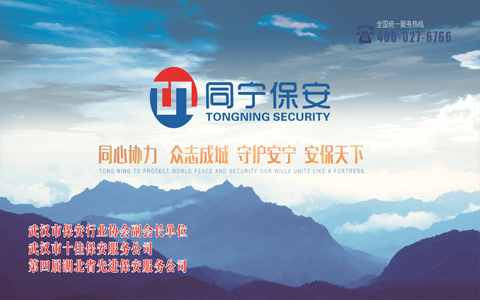 全国统一服务热线
400-027-6766
同宁保安
TONGNING SECURITY
同心协力 众志成城 守护安宁 安保天下
TONG NING TO PROTECT WORLD PEACE AND SECURITY OUR WILLS UNITE LIKE A FORTRESS
武汉市保安行业协会副会长单位
武汉市十佳保安服务公司
第四届湖北省先进保安服务公司